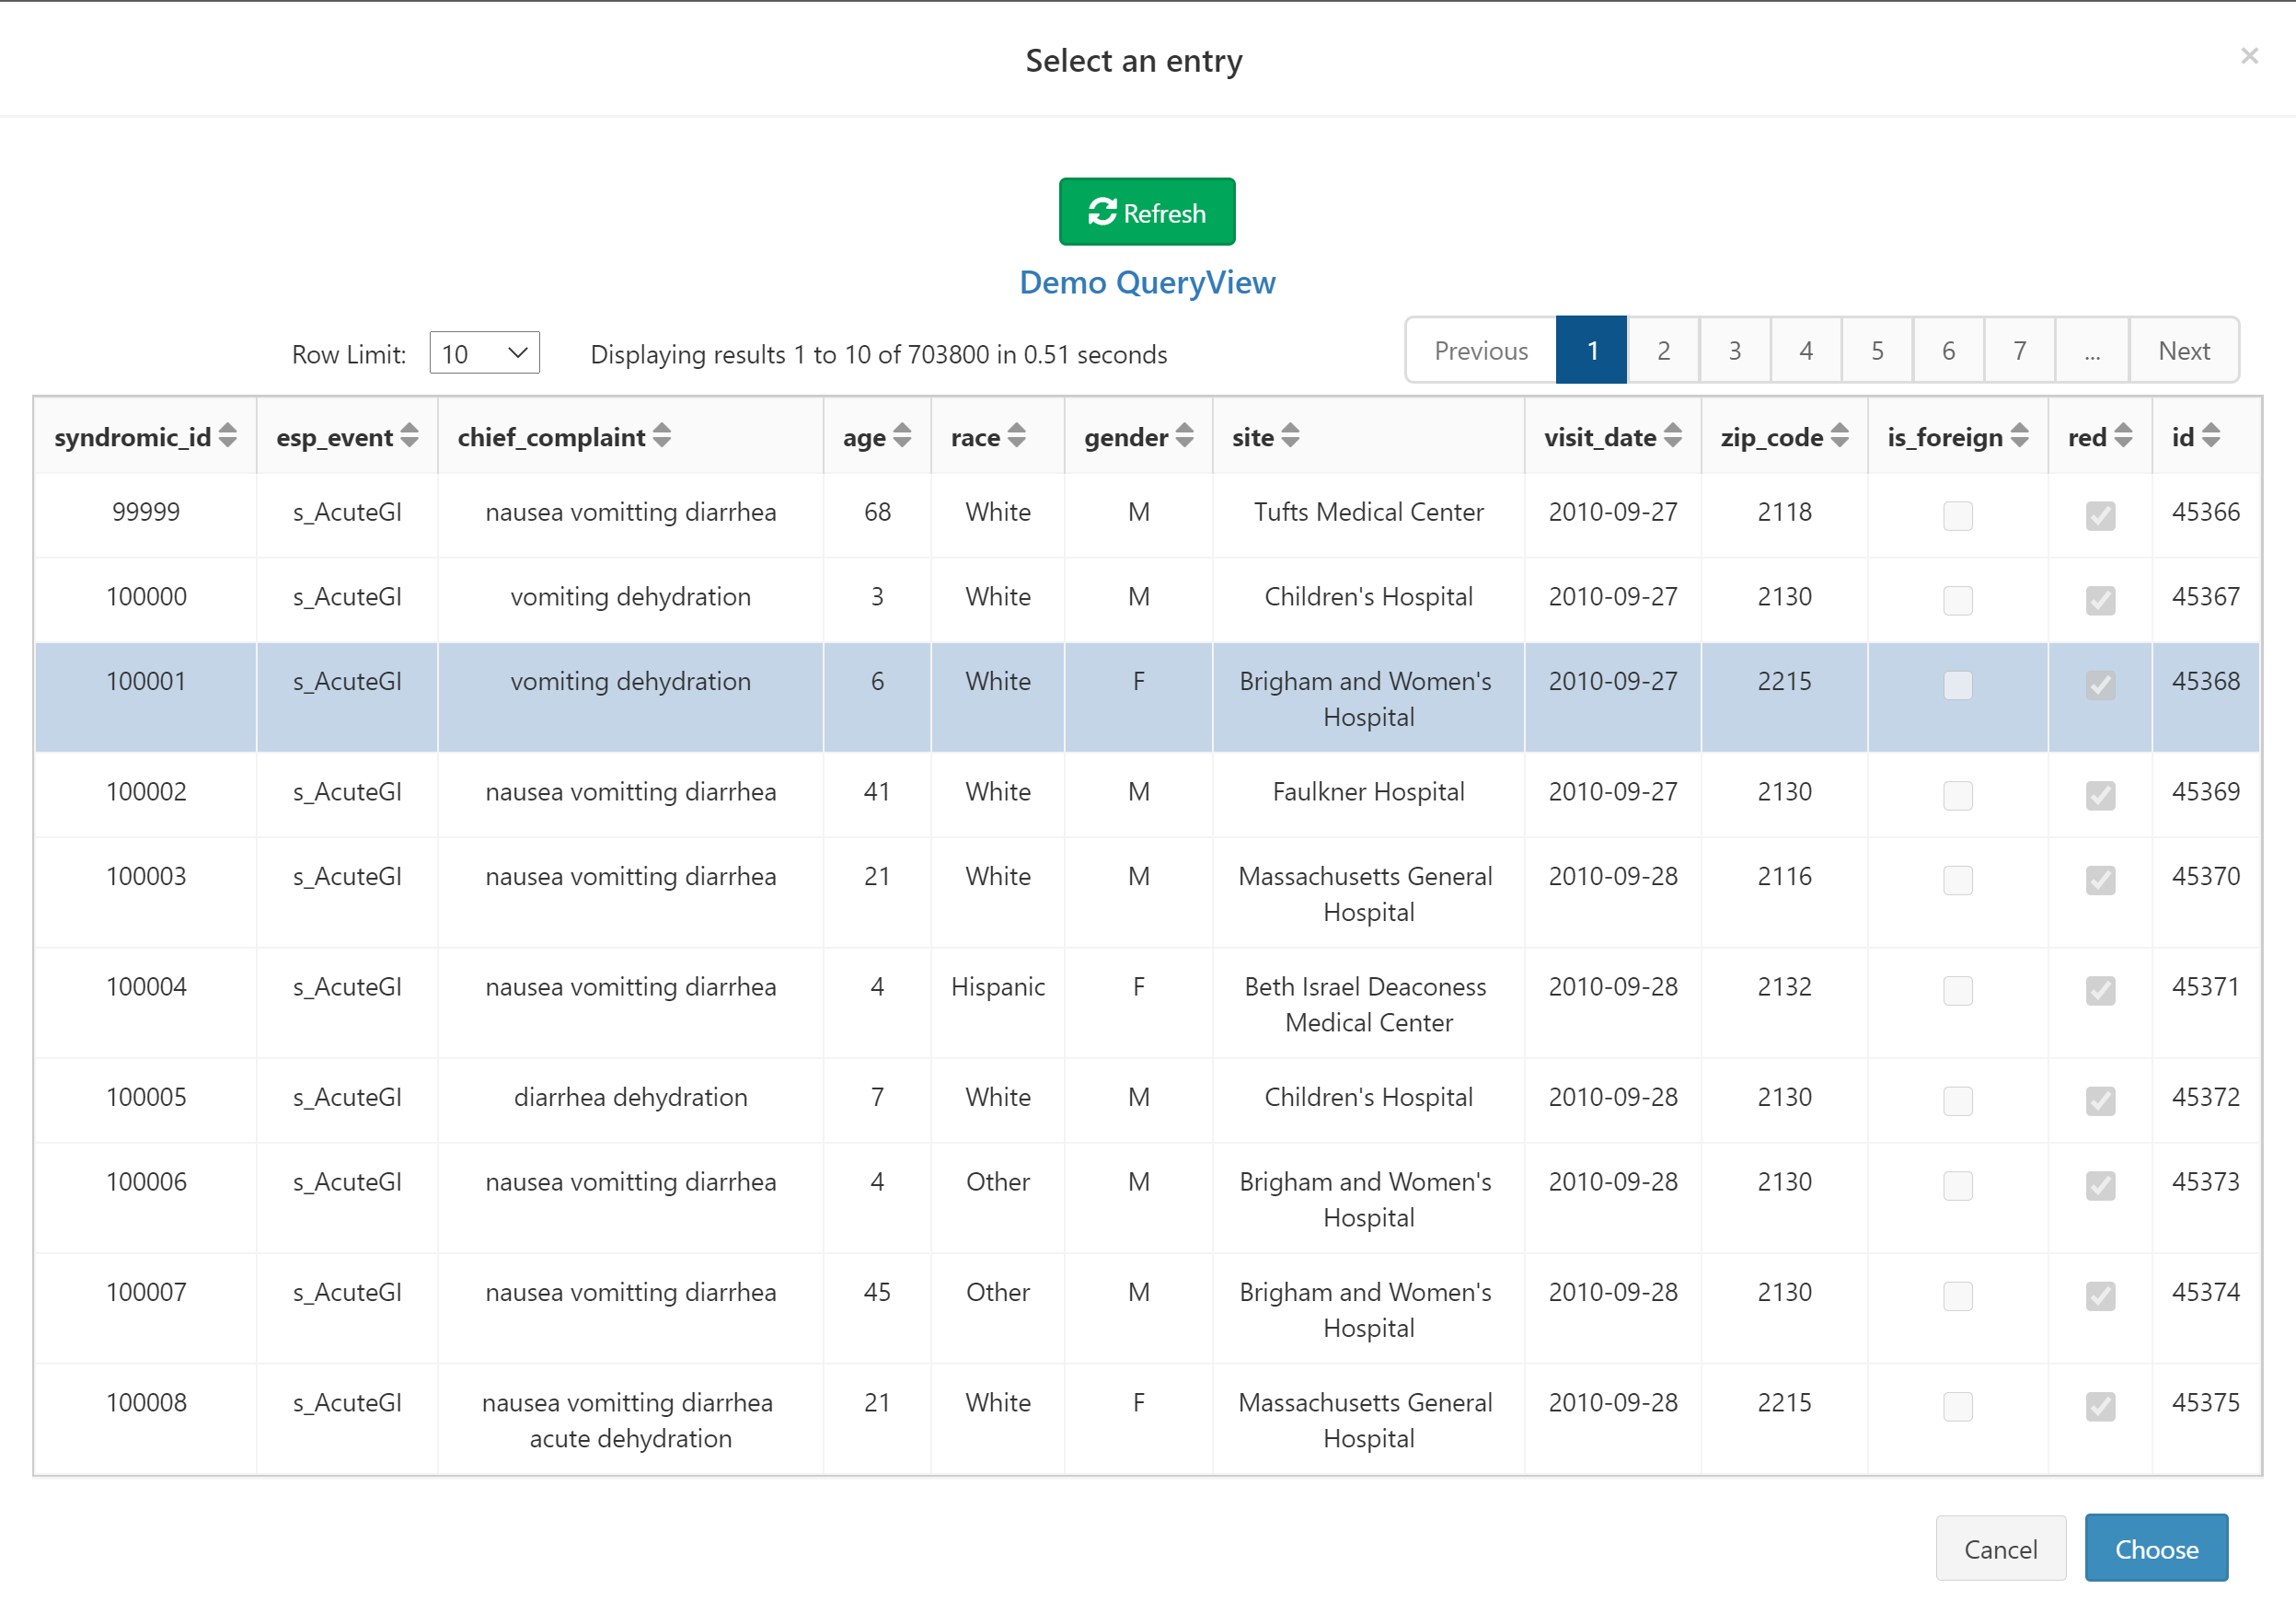 Select an entry
×
Refresh
Demo QueryView
Row Limit: 10 Displaying results 1 to 10 of 703800 in 0.51 seconds Previous 1 2 3 4 5 6 7 ... Next
syndromic_id esp_event chief_complaint age race gender site visit_date zip_code is_foreign red id
99999 s_AcuteGI nausea vomitting diarrhea 68 White M Tufts Medical Center 2010-09-27 2118 45366
100000 s_AcuteGI vomiting dehydration 3 White M Children's Hospital 2010-09-27 2130 45367
100001 s_AcuteGI vomiting dehydration 6 White F Brigham and Women's 2010-09-27 2215 45368
Hospital
100002 s_AcuteGI nausea vomitting diarrhea 41 White M Faulkner Hospital 2010-09-27 2130 45369
100003 s_AcuteGI nausea vomitting diarrhea 21 White M Massachusetts General 2010-09-28 2116 45370
Hospital
100004 s_AcuteGI nausea vomitting diarrhea 4 Hispanic F Beth Israel Deaconess 2010-09-28 2132 45371
Medical Center
100005 s_AcuteGI diarrhea dehydration 7 White M Children's Hospital 2010-09-28 2130 45372
100006 s_AcuteGI nausea vomitting diarrhea 4 Other M Brigham and Women's 2010-09-28 2130 45373
Hospital
100007 s_AcuteGI nausea vomitting diarrhea 45 Other M Brigham and Women's 2010-09-28 2130 45374
Hospital
100008 s_AcuteGI nausea vomitting diarrhea 21 White F Massachusetts General 2010-09-28 2215 45375
acute dehydration Hospital
Cancel Choose